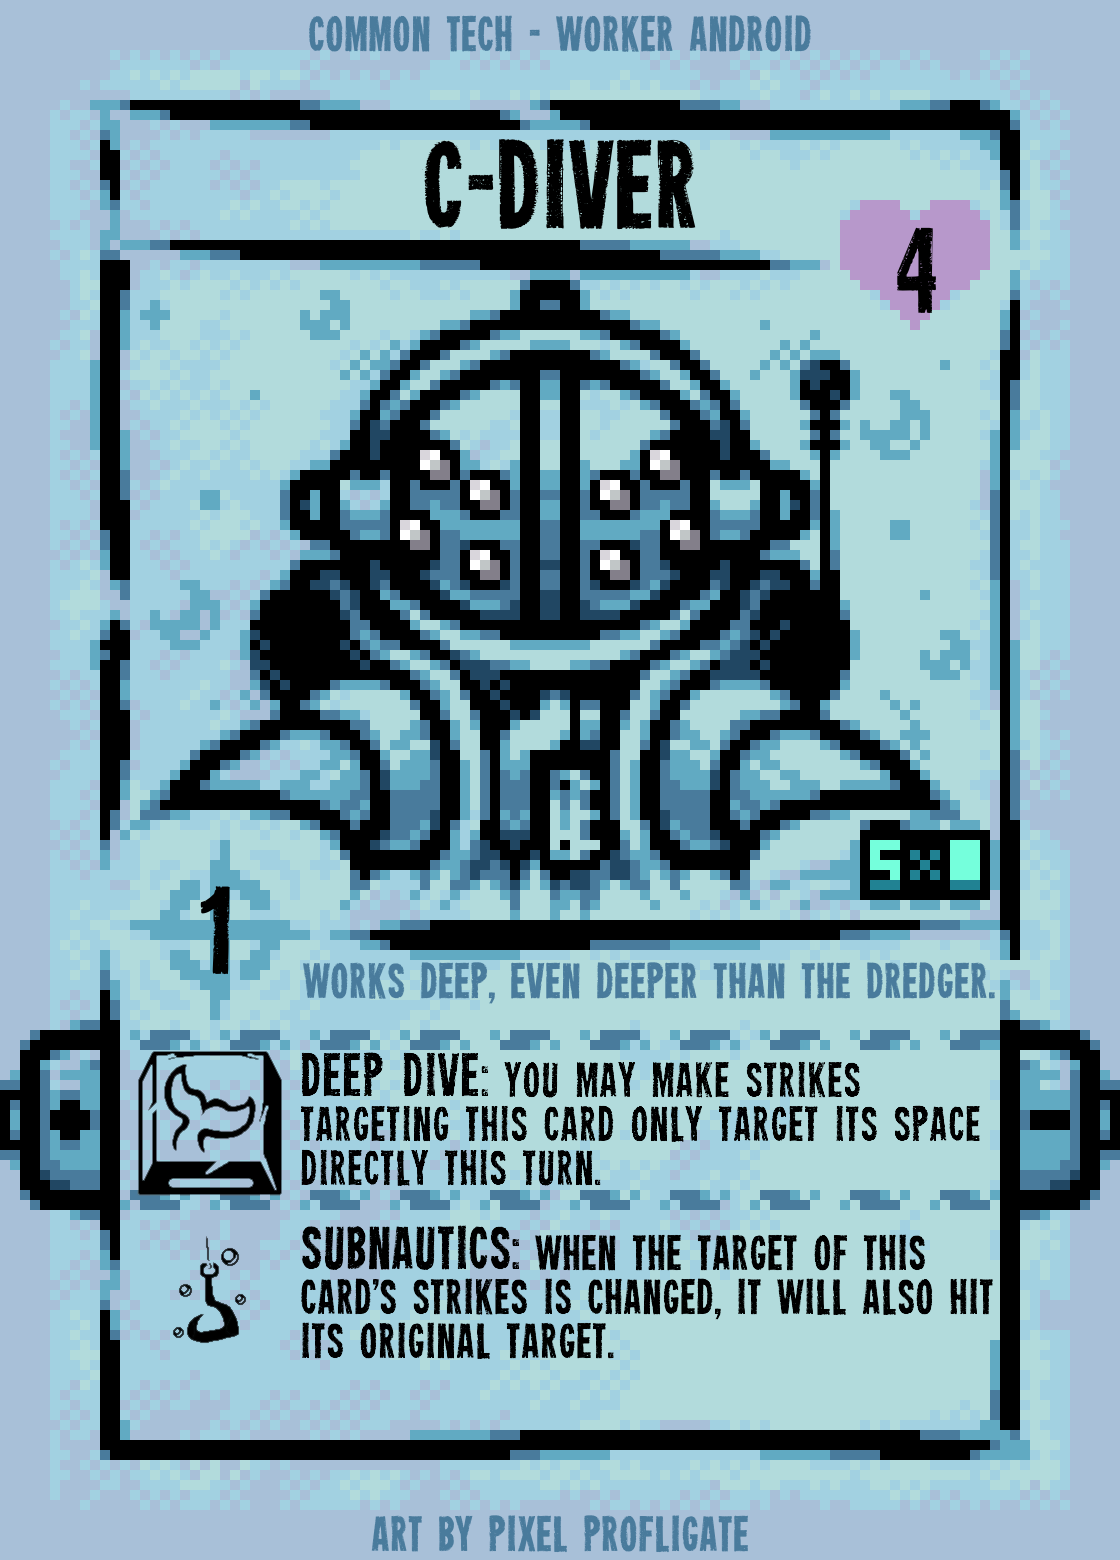 COMMON TECH - WORKER ANDROID
C-DIVER
4
5X
1
WORKS DEEP, EVEN DEEPER THAN THE DREDGER.
DEEP DIVE: YOU MAY MAKE STRIKES
TARGETING THIS CARD ONLY TARGET ITS SPACE
DIRECTLY THIS TURN.
SUBNAUTICS: WHEN THE TARGET OF THIS
CARD'S STRIKES IS CHANGED, IT WILL ALSO HIT
ITS ORIGINAL TARGET.
ART BY PIXEL PROFLIGATE